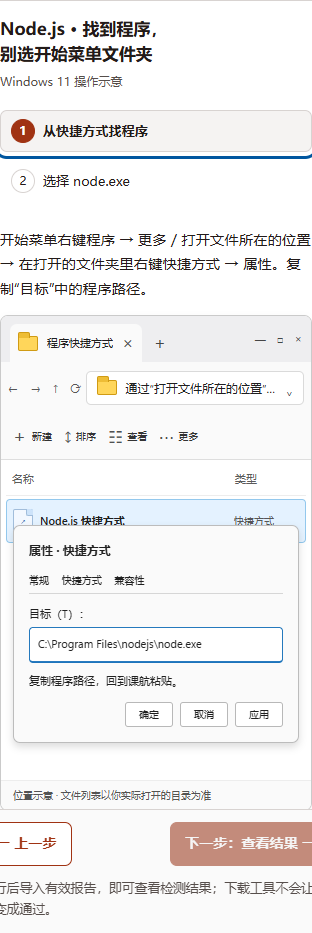 Node.js · 找到程序，
别选开始菜单文件夹
Windows 11 操作示意
1 从快捷方式找程序
2 选择 node.exe
开始菜单右键程序 → 更多 / 打开文件所在的位置
→ 在打开的文件夹里右键快捷方式 → 属性。复
制“目标”中的程序路径。
程序快捷方式 × + — □ ×
← → ↑ ⟳ 通过“打开文件所在的位置”...
+ 新建 ↕ 排序 查看 ··· 更多
名称 类型
Node.js 快捷方式 快捷方式
属性 · 快捷方式
常规 快捷方式 兼容性
目标（T）：
C:\Program Files\nodejs\node.exe
复制程序路径，回到课航粘贴。
确定 取消 应用
位置示意 · 文件列表以你实际打开的目录为准
上一步 下一步：查看结果
行后导入有效报告，即可查看检测结果；下载工具不会让
变成通过。